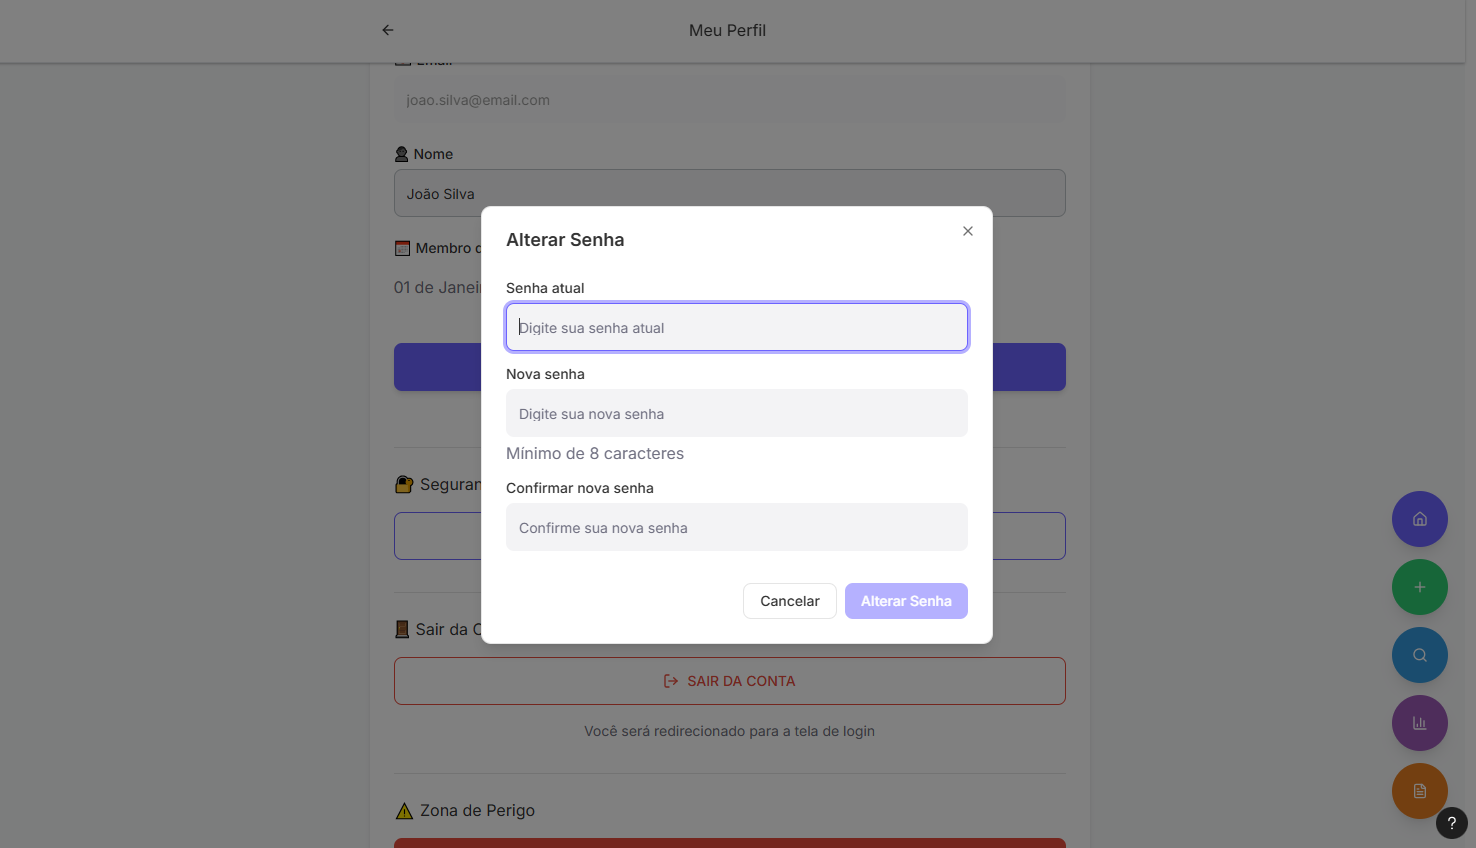 Meu Perfil
Email
joao.silva@email.com
Nome
João Silva
Membro d
01 de Janei
Alterar Senha
Senha atual
Digite sua senha atual
Nova senha
Digite sua nova senha
Mínimo de 8 caracteres
Confirmar nova senha
Confirme sua nova senha
Cancelar
Alterar Senha
Seguran
Sair da C
SAIR DA CONTA
Você será redirecionado para a tela de login
Zona de Perigo
?